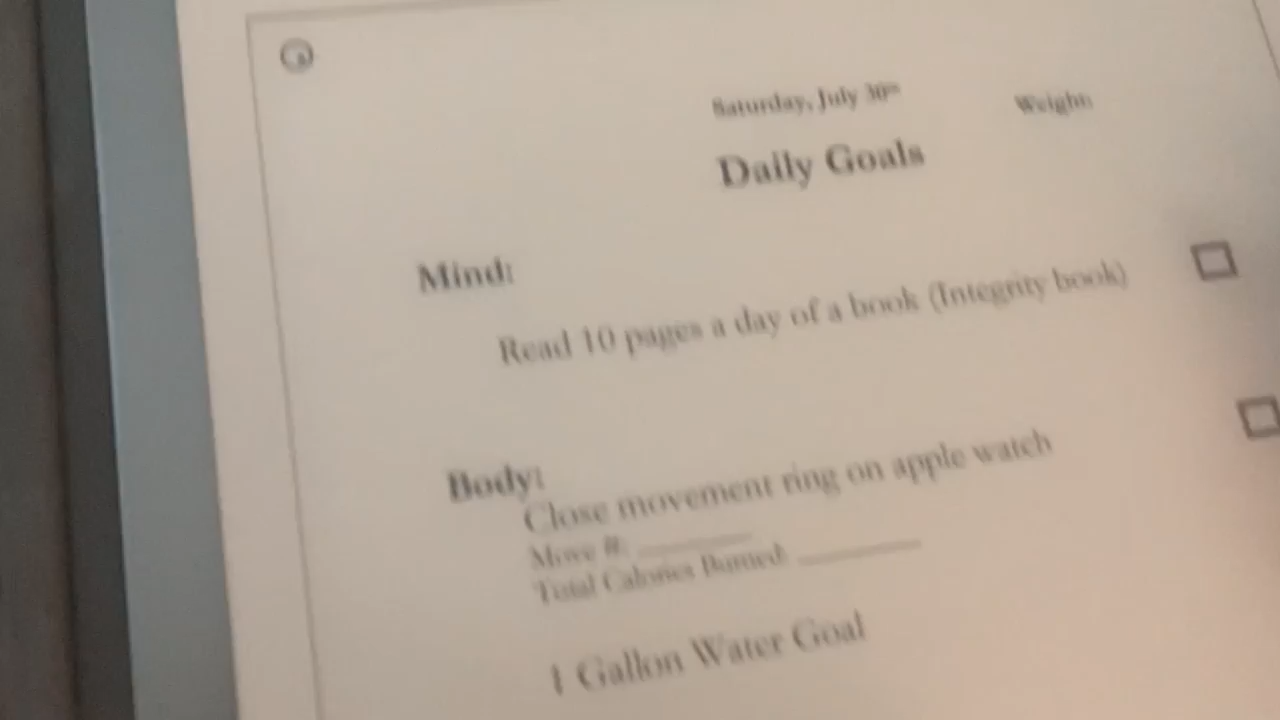 Saturday, July 30th Weight:
Daily Goals
Mind:
Read 10 pages a day of a book (Integrity book)
Body:
Close movement ring on apple watch
Move #:
Total Calories Burned:
1 Gallon Water Goal